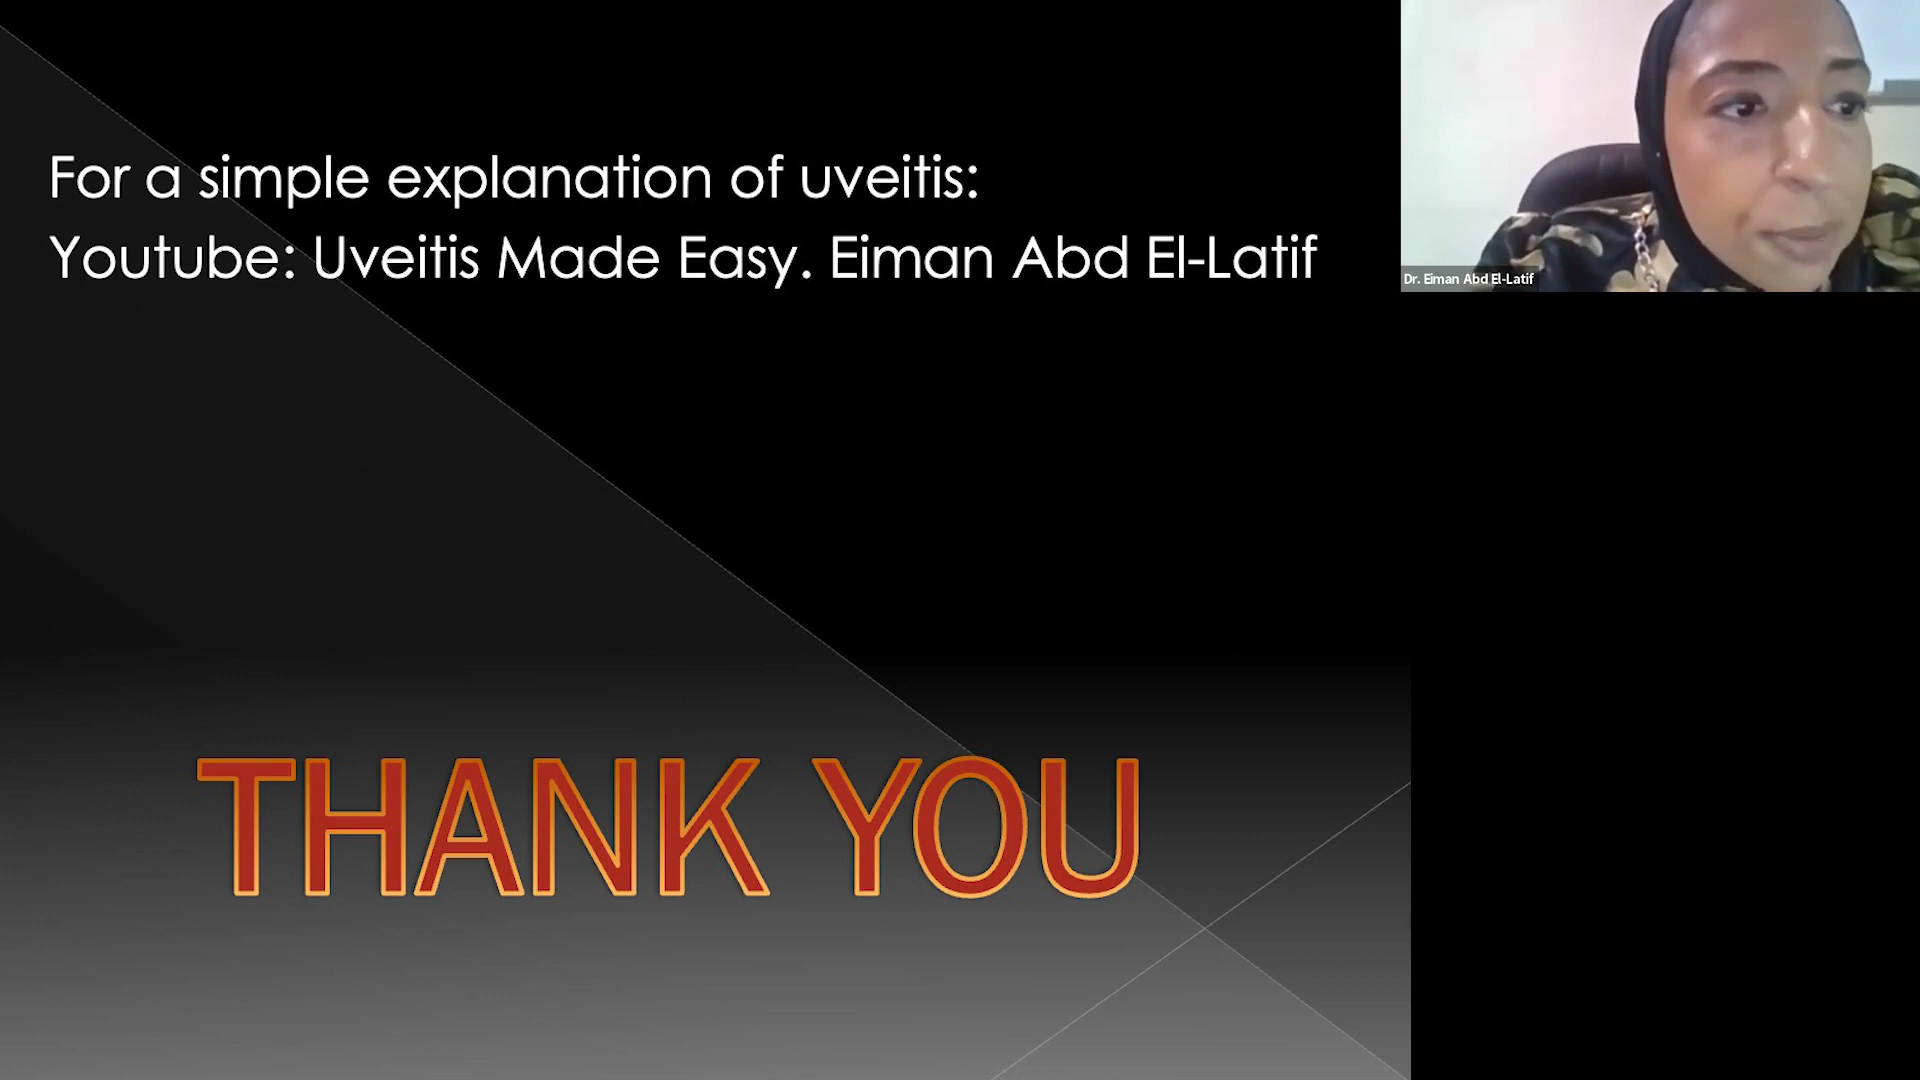 For a simple explanation of uveitis:
Youtube: Uveitis Made Easy. Eiman Abd El-Latif
Dr. Eiman Abd El-Latif
THANK YOU